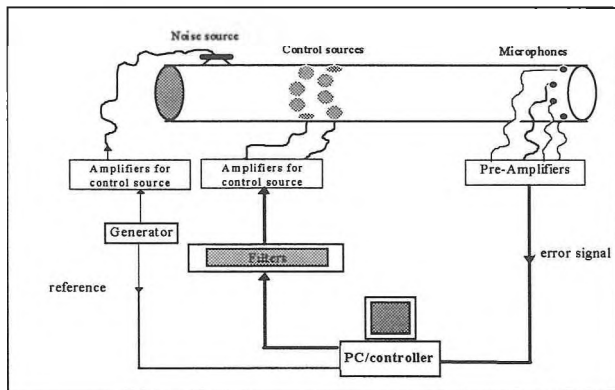 Noise source
Control sources
Microphones
Amplifiers for
control source
Amplifiers for
control source
Pre-Amplifiers
Generator
Filters
error signal
reference
PC/controller